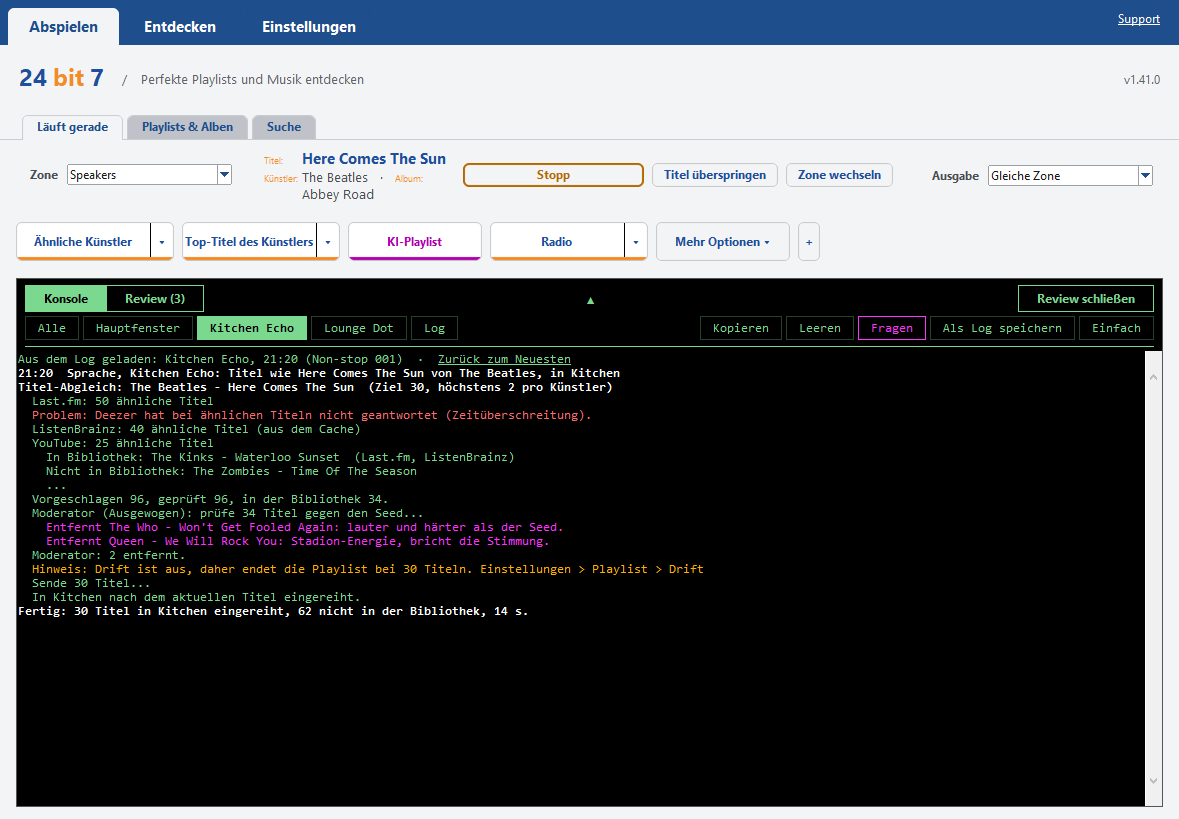 Abspielen Entdecken Einstellungen Support
24 bit 7 / Perfekte Playlists und Musik entdecken v1.41.0
Läuft gerade Playlists & Alben Suche
Zone Speakers
Titel: Here Comes The Sun
Künstler: The Beatles · Album:
Abbey Road
Stopp Titel überspringen Zone wechseln Ausgabe Gleiche Zone
Ähnliche Künstler Top-Titel des Künstlers KI-Playlist Radio Mehr Optionen +
Konsole Review (3) ▲ Review schließen
Alle Hauptfenster Kitchen Echo Lounge Dot Log Kopieren Leeren Fragen Als Log speichern Einfach
Aus dem Log geladen: Kitchen Echo, 21:20 (Non-stop 001) · Zurück zum Neuesten
21:20 Sprache, Kitchen Echo: Titel wie Here Comes The Sun von The Beatles, in Kitchen
Titel-Abgleich: The Beatles - Here Comes The Sun (Ziel 30, höchstens 2 pro Künstler)
Last.fm: 50 ähnliche Titel
Problem: Deezer hat bei ähnlichen Titeln nicht geantwortet (Zeitüberschreitung).
ListenBrainz: 40 ähnliche Titel (aus dem Cache)
YouTube: 25 ähnliche Titel
In Bibliothek: The Kinks - Waterloo Sunset (Last.fm, ListenBrainz)
Nicht in Bibliothek: The Zombies - Time Of The Season
...
Vorgeschlagen 96, geprüft 96, in der Bibliothek 34.
Moderator (Ausgewogen): prüfe 34 Titel gegen den Seed...
Entfernt The Who - Won't Get Fooled Again: lauter und härter als der Seed.
Entfernt Queen - We Will Rock You: Stadion-Energie, bricht die Stimmung.
Moderator: 2 entfernt.
Hinweis: Drift ist aus, daher endet die Playlist bei 30 Titeln. Einstellungen > Playlist > Drift
Sende 30 Titel...
In Kitchen nach dem aktuellen Titel eingereiht.
Fertig: 30 Titel in Kitchen eingereiht, 62 nicht in der Bibliothek, 14 s.